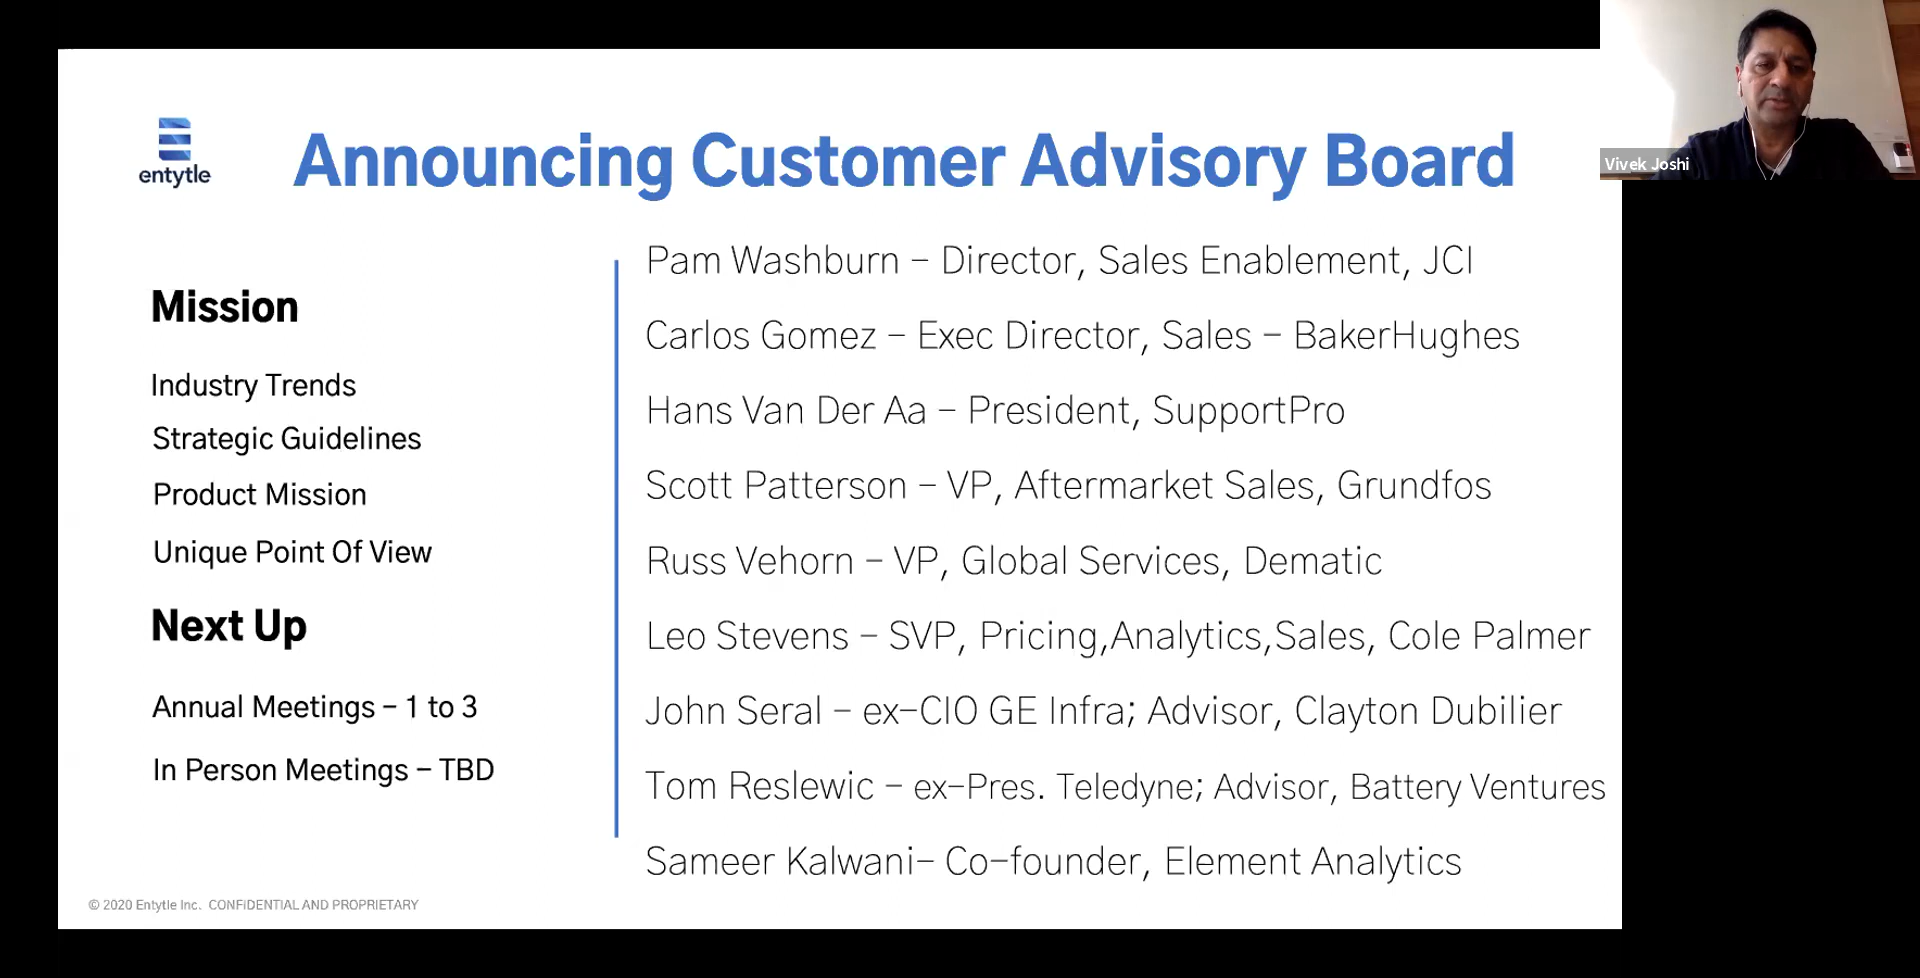 entytle
Announcing Customer Advisory Board
Vivek Joshi
Mission
Industry Trends
Strategic Guidelines
Product Mission
Unique Point Of View
Next Up
Annual Meetings – 1 to 3
In Person Meetings – TBD
Pam Washburn – Director, Sales Enablement, JCI
Carlos Gomez – Exec Director, Sales – BakerHughes
Hans Van Der Aa – President, SupportPro
Scott Patterson – VP, Aftermarket Sales, Grundfos
Russ Vehorn – VP, Global Services, Dematic
Leo Stevens – SVP, Pricing,Analytics,Sales, Cole Palmer
John Seral – ex-CIO GE Infra; Advisor, Clayton Dubilier
Tom Reslewic – ex-Pres. Teledyne; Advisor, Battery Ventures
Sameer Kalwani– Co-founder, Element Analytics
© 2020 Entytle Inc. CONFiDENTIAL AND PROPRIETARY